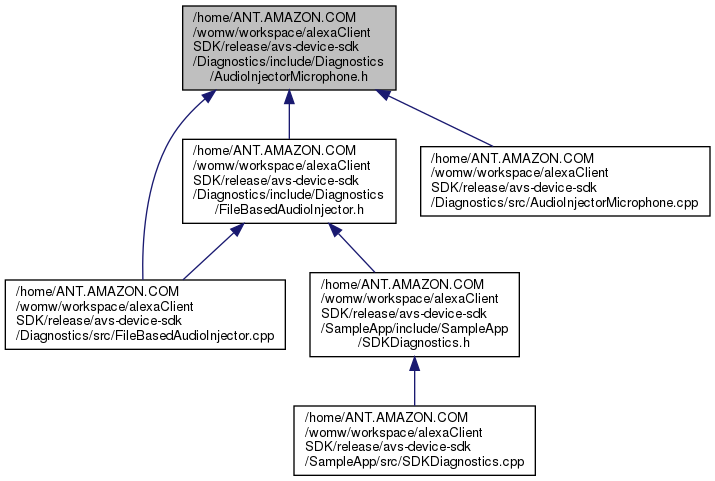 /home/ANT.AMAZON.COM
/womw/workspace/alexaClient
SDK/release/avs-device-sdk
/Diagnostics/include/Diagnostics
/AudioInjectorMicrophone.h
/home/ANT.AMAZON.COM
/womw/workspace/alexaClient
SDK/release/avs-device-sdk
/Diagnostics/include/Diagnostics
/FileBasedAudioInjector.h
/home/ANT.AMAZON.COM
/womw/workspace/alexaClient
SDK/release/avs-device-sdk
/Diagnostics/src/AudioInjectorMicrophone.cpp
/home/ANT.AMAZON.COM
/womw/workspace/alexaClient
SDK/release/avs-device-sdk
/Diagnostics/src/FileBasedAudioInjector.cpp
/home/ANT.AMAZON.COM
/womw/workspace/alexaClient
SDK/release/avs-device-sdk
/SampleApp/include/SampleApp
/SDKDiagnostics.h
/home/ANT.AMAZON.COM
/womw/workspace/alexaClient
SDK/release/avs-device-sdk
/SampleApp/src/SDKDiagnostics.cpp